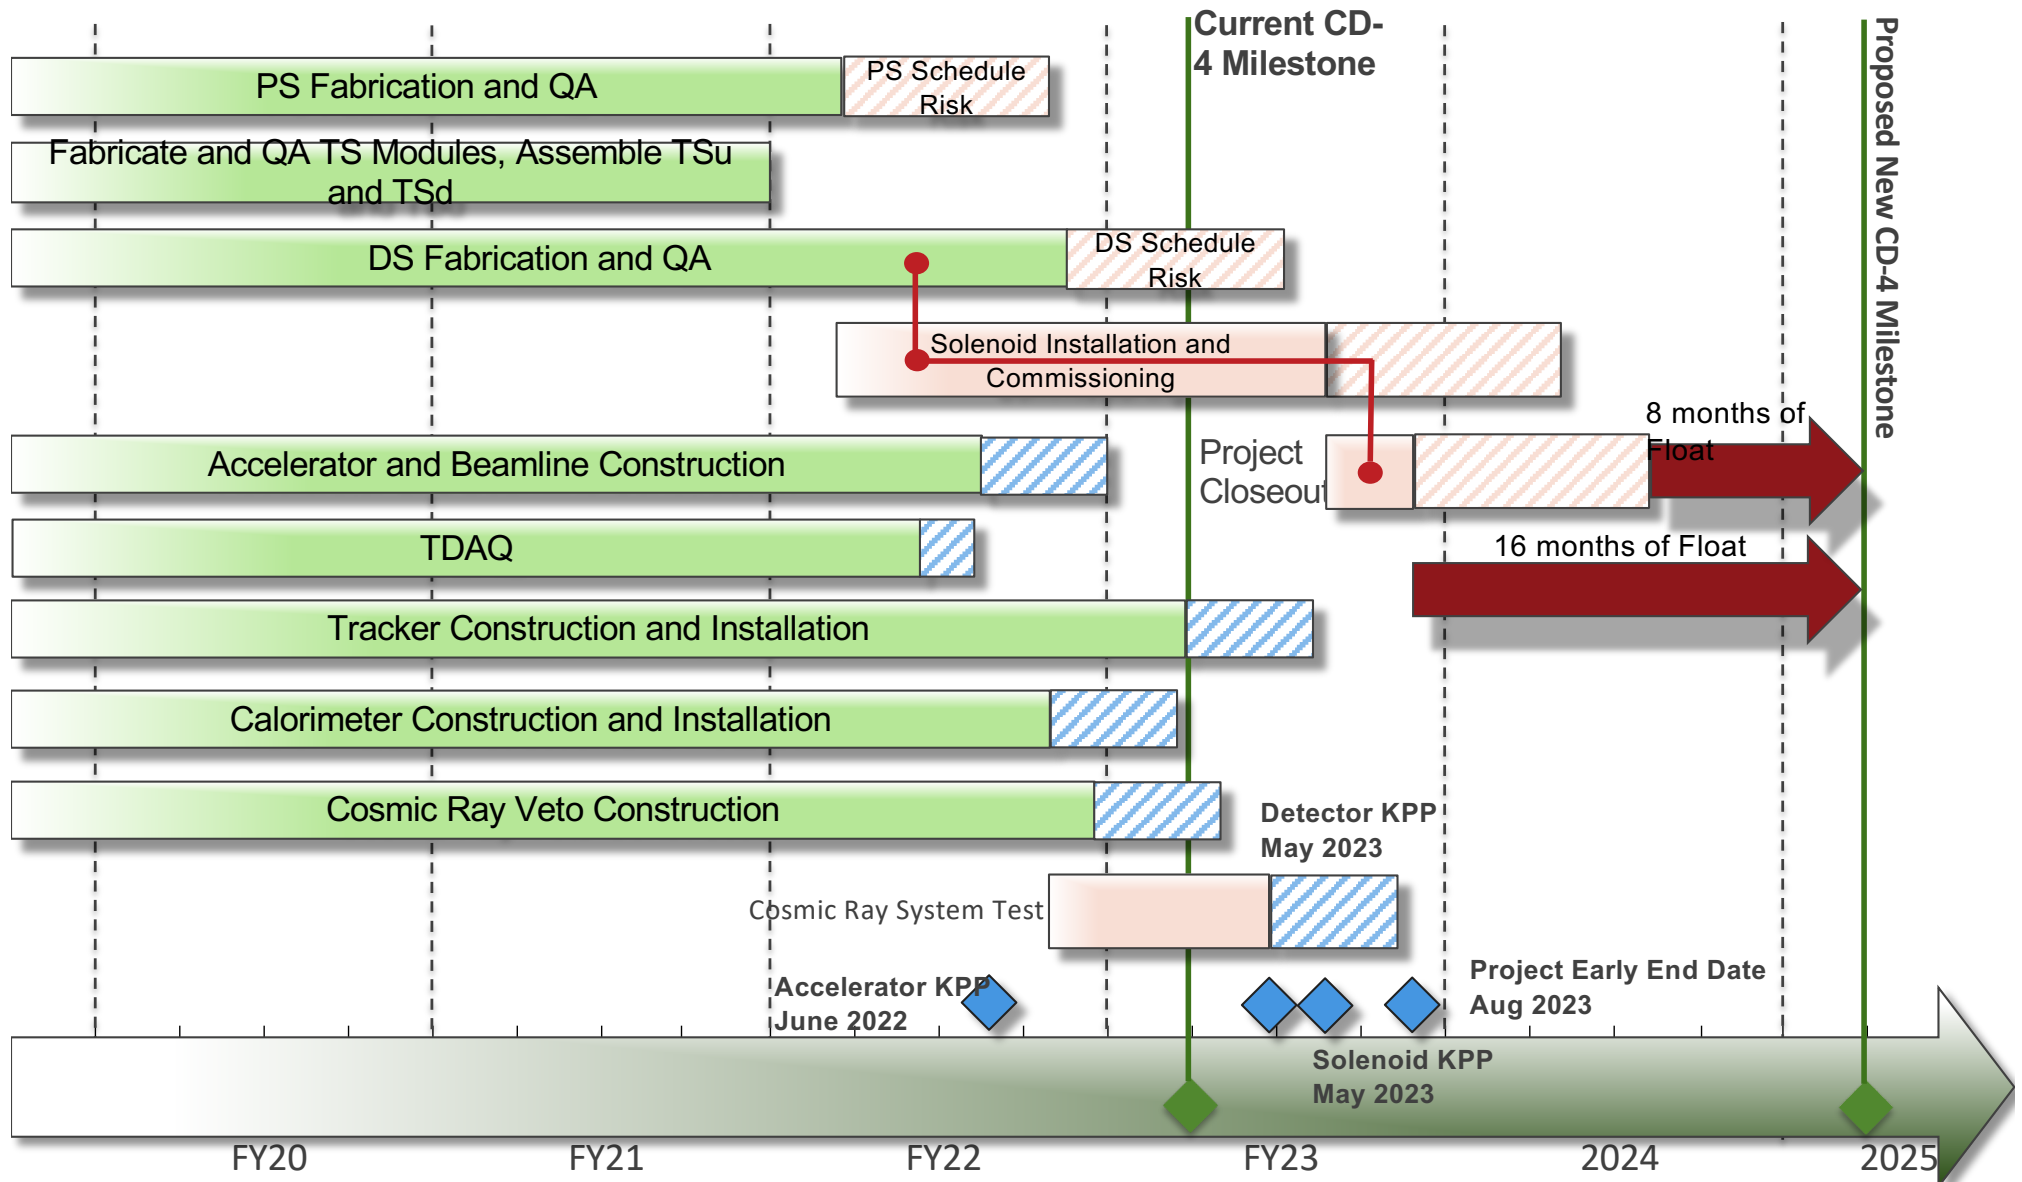 Current CD-
4 Milestone
Proposed New CD-4 Milestone
PS Fabrication and QA
PS Schedule
Risk
Fabricate and QA TS Modules, Assemble TSu
and TSd
DS Fabrication and QA
DS Schedule
Risk
Solenoid Installation and
Commissioning
8 months of
Float
Accelerator and Beamline Construction
Project
Closeout
TDAQ
16 months of Float
Tracker Construction and Installation
Calorimeter Construction and Installation
Cosmic Ray Veto Construction
Detector KPP
May 2023
Cosmic Ray System Test
Accelerator KPP
June 2022
Project Early End Date
Aug 2023
Solenoid KPP
May 2023
FY20
FY21
FY22
FY23
2024
2025